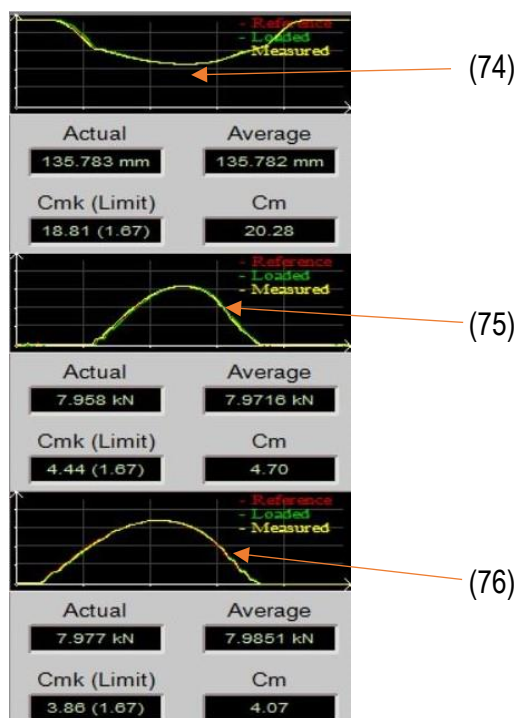 - Reference
- Loaded
- Measured
(74)
Actual Average
135.783 mm 135.782 mm
Cmk (Limit) Cm
18.81 (1.67) 20.28
- Reference
- Loaded
- Measured
(75)
Actual Average
7.958 kN 7.9716 kN
Cmk (Limit) Cm
4.44 (1.67) 4.70
- Reference
- Loaded
- Measured
(76)
Actual Average
7.977 kN 7.9851 kN
Cmk (Limit) Cm
3.86 (1.67) 4.07